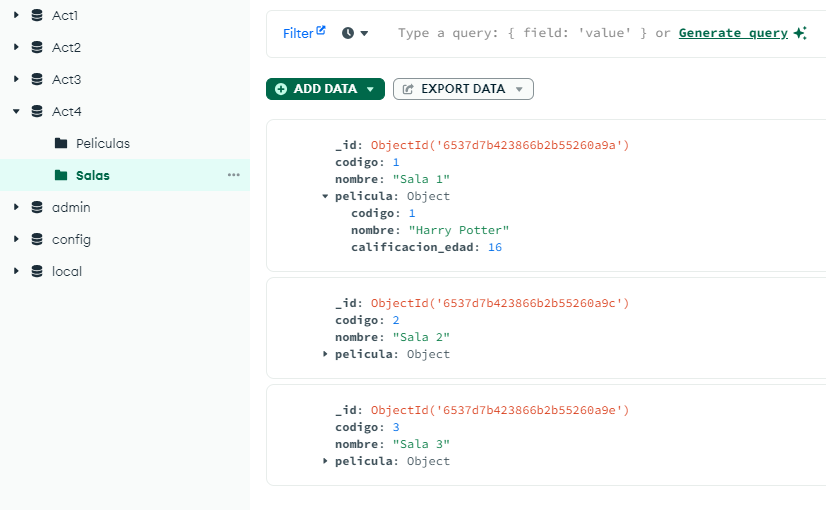 Act1
Act2
Act3
Act4
Peliculas
Salas
admin
config
local
Filter
Type a query: { field: 'value' } or Generate query
ADD DATA
EXPORT DATA
_id: ObjectId('6537d7b423866b2b55260a9a')
codigo: 1
nombre: "Sala 1"
pelicula: Object
codigo: 1
nombre: "Harry Potter"
calificacion_edad: 16
_id: ObjectId('6537d7b423866b2b55260a9c')
codigo: 2
nombre: "Sala 2"
pelicula: Object
_id: ObjectId('6537d7b423866b2b55260a9e')
codigo: 3
nombre: "Sala 3"
pelicula: Object